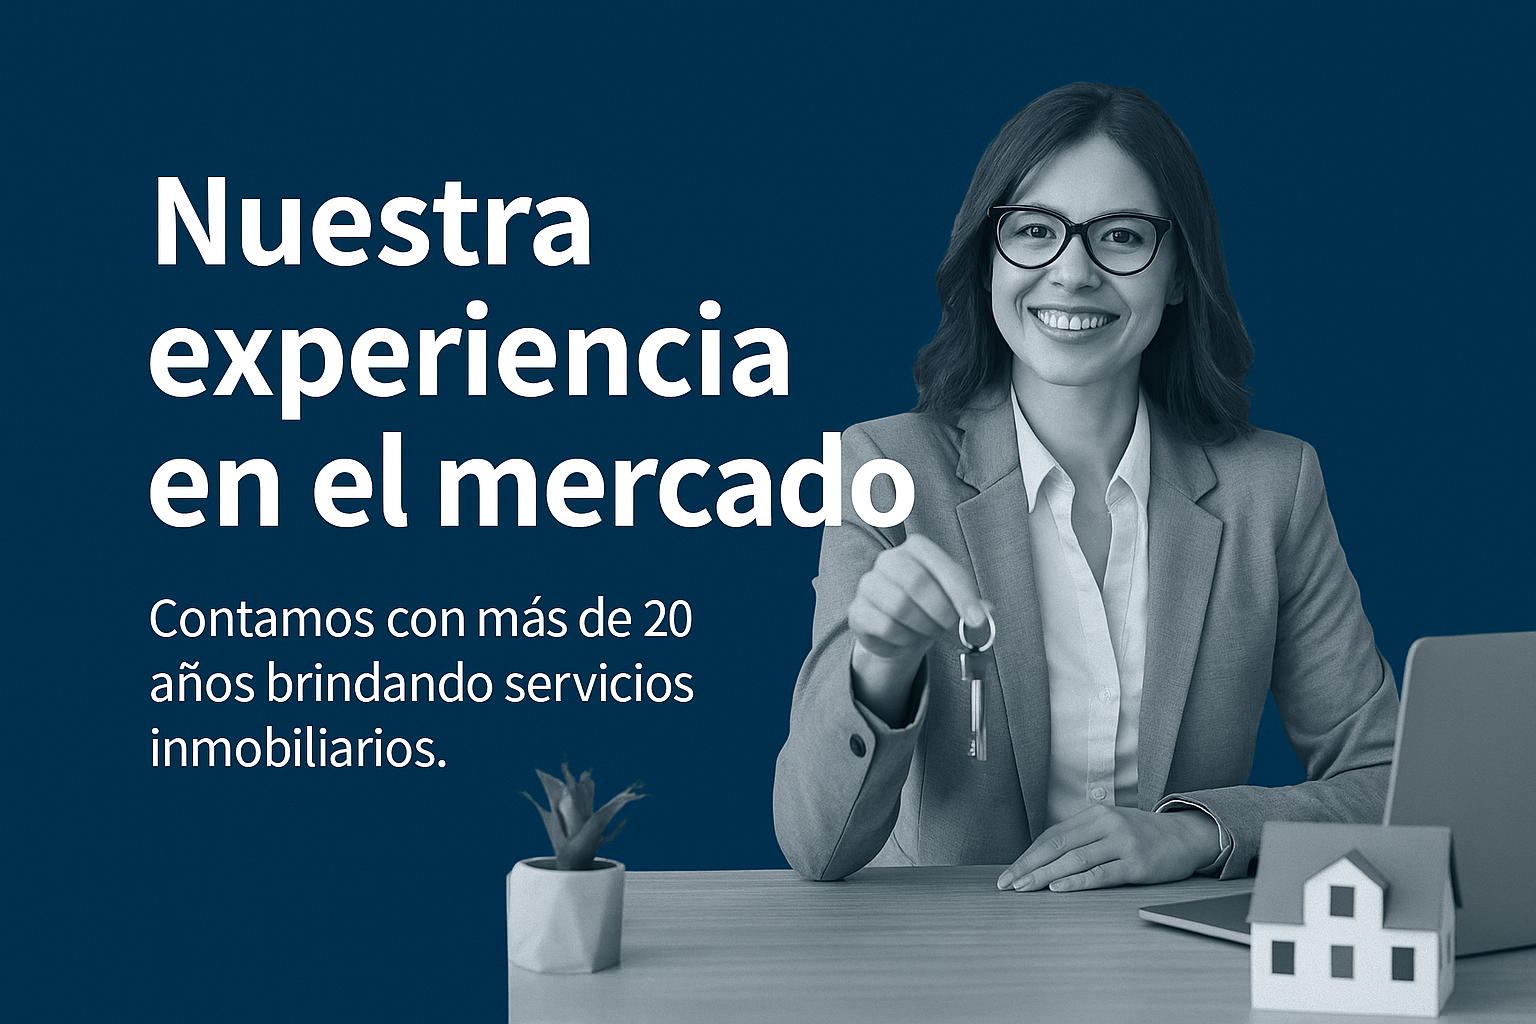 Nuestra
experiencia
en el mercado
Contamos con más de 20
años brindando servicios
inmobiliarios.